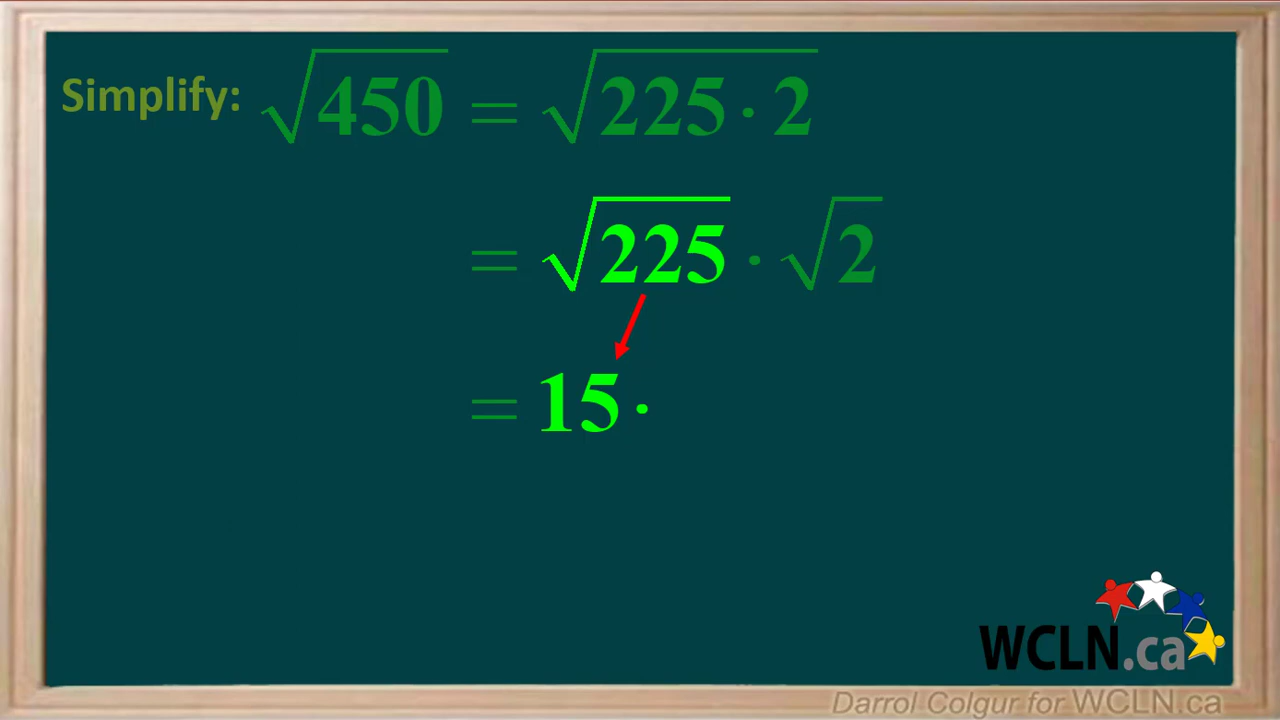 Simplify: √450 = √225 · 2
= √225 · √2
= 15 ·
WCLN.ca
Darrol Colgur for WCLN.ca